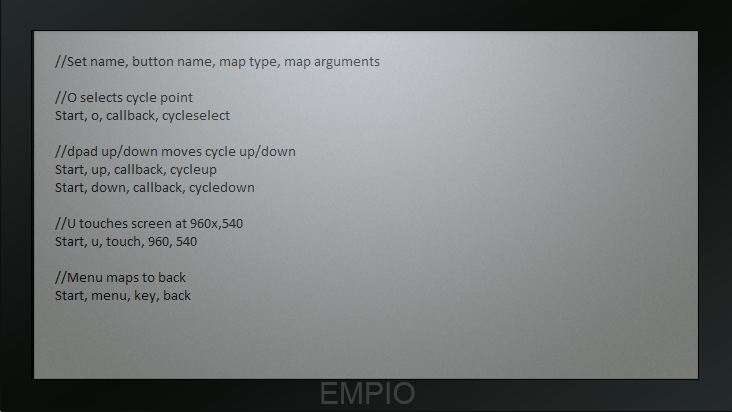 //Set name, button name, map type, map arguments
//O selects cycle point
Start, o, callback, cycleselect
//dpad up/down moves cycle up/down
Start, up, callback, cycleup
Start, down, callback, cycledown
//U touches screen at 960x,540
Start, u, touch, 960, 540
//Menu maps to back
Start, menu, key, back
EMPIO